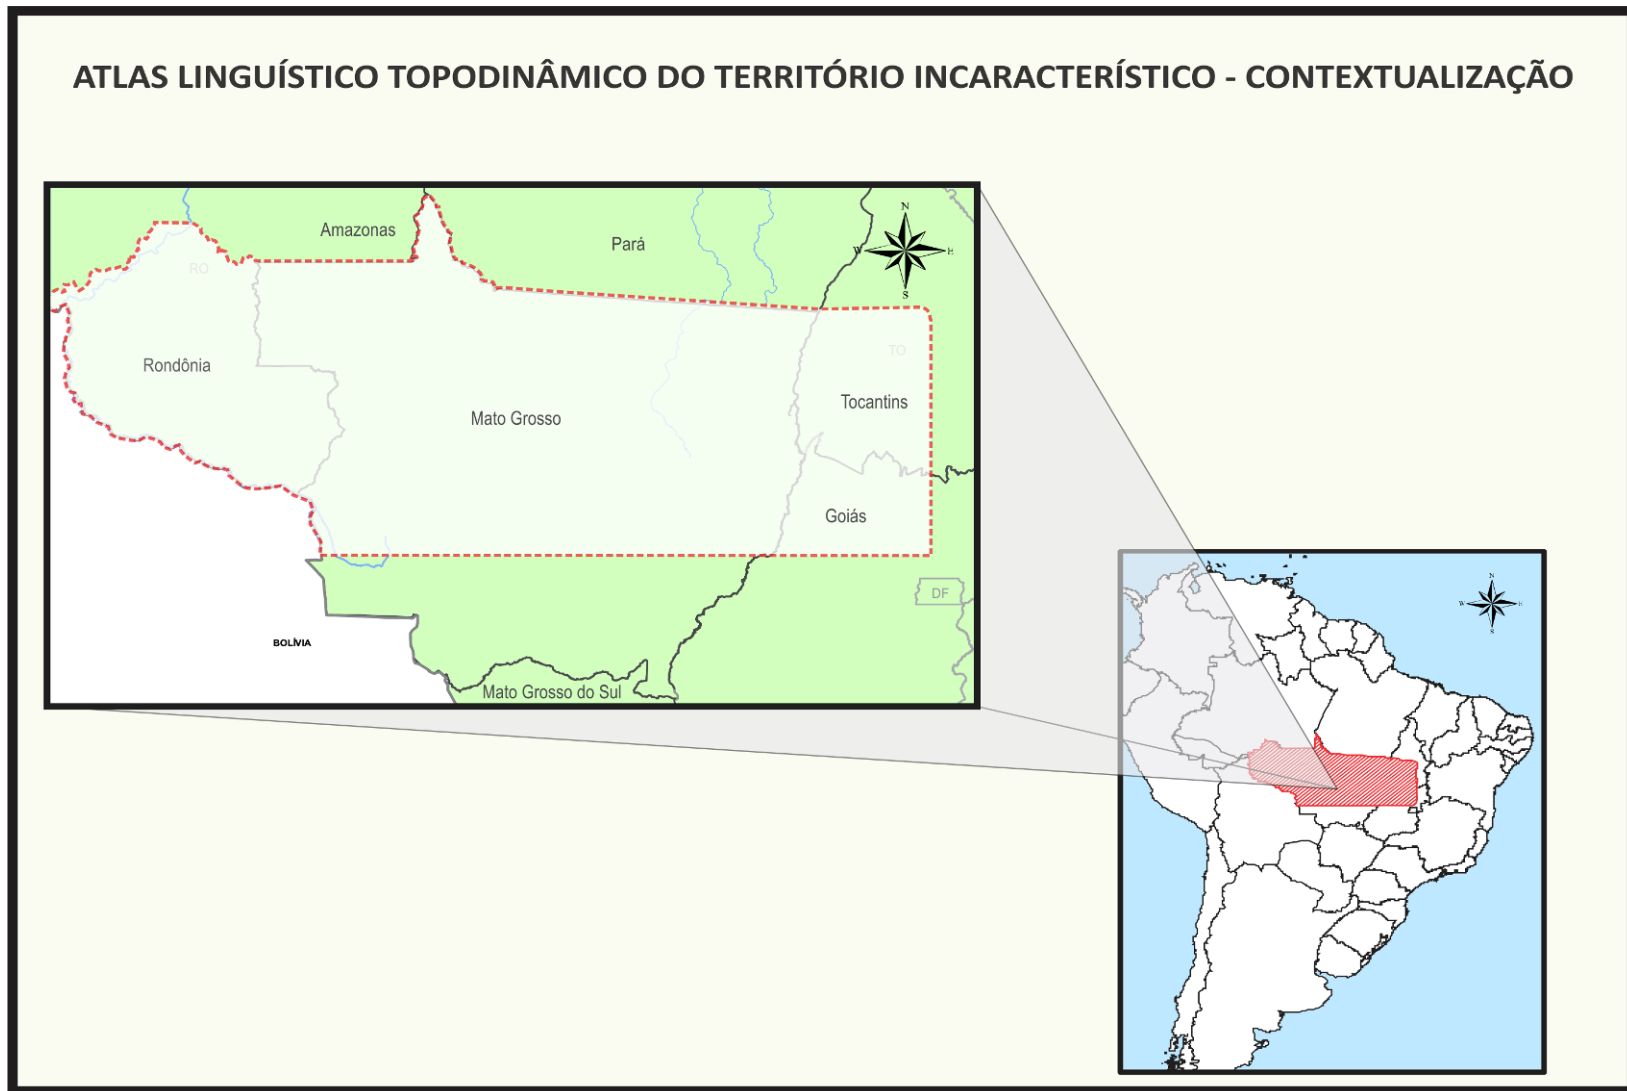 ATLAS LINGUÍSTICO TOPODINÂMICO DO TERRITÓRIO INCARACTERÍSTICO - CONTEXTUALIZAÇÃO
N
W E
S
Amazonas
Pará
RO
Rondônia
TO
Tocantins
Mato Grosso
Goiás
DF
BOLÍVIA
Mato Grosso do Sul
N
W E
S